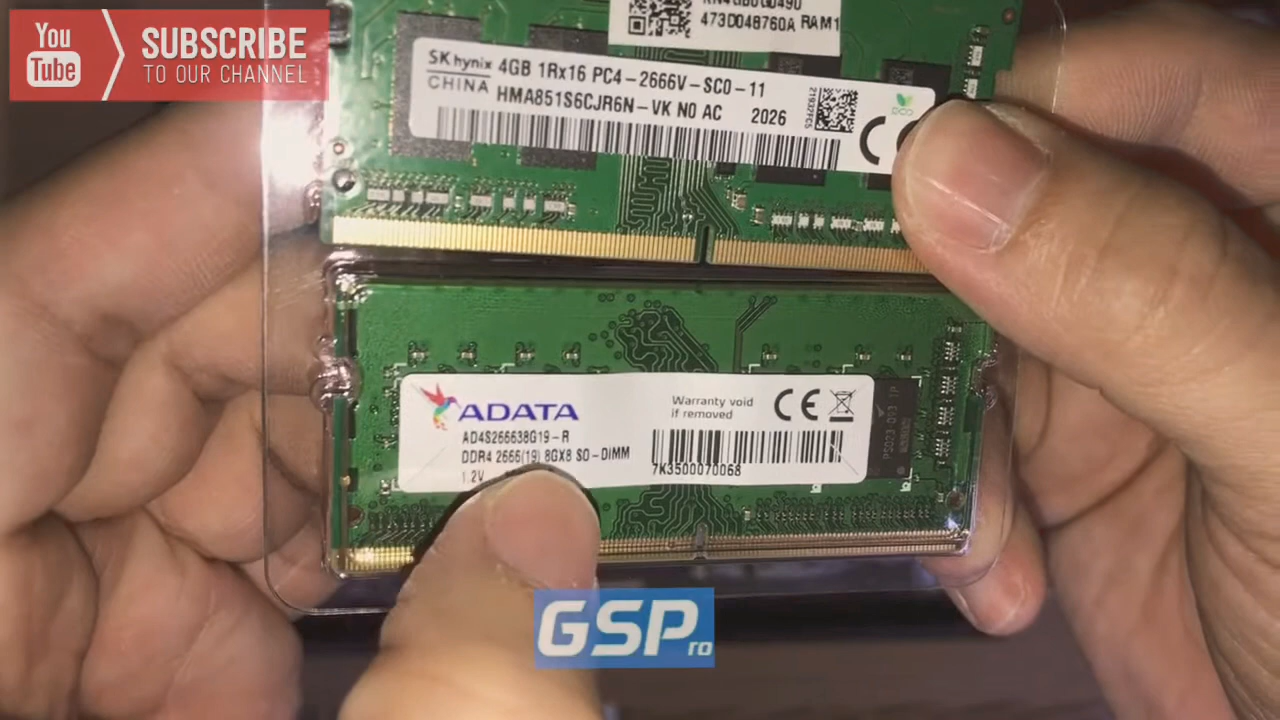 You
Tube
SUBSCRIBE
TO OUR CHANNEL
473D048760A RAM1
SK hynix
CHINA
4GB 1Rx16 PC4-2666V-SC0-11
HMA851S6CJR6N-VK N0 AC 2026
ECO
ADATA
AD4S266638G19-R
DDR4 2666(19) 8GX8 SO-DIMM
1.2V
Warranty void
if removed
CE
7K3500070068
GSP.ro